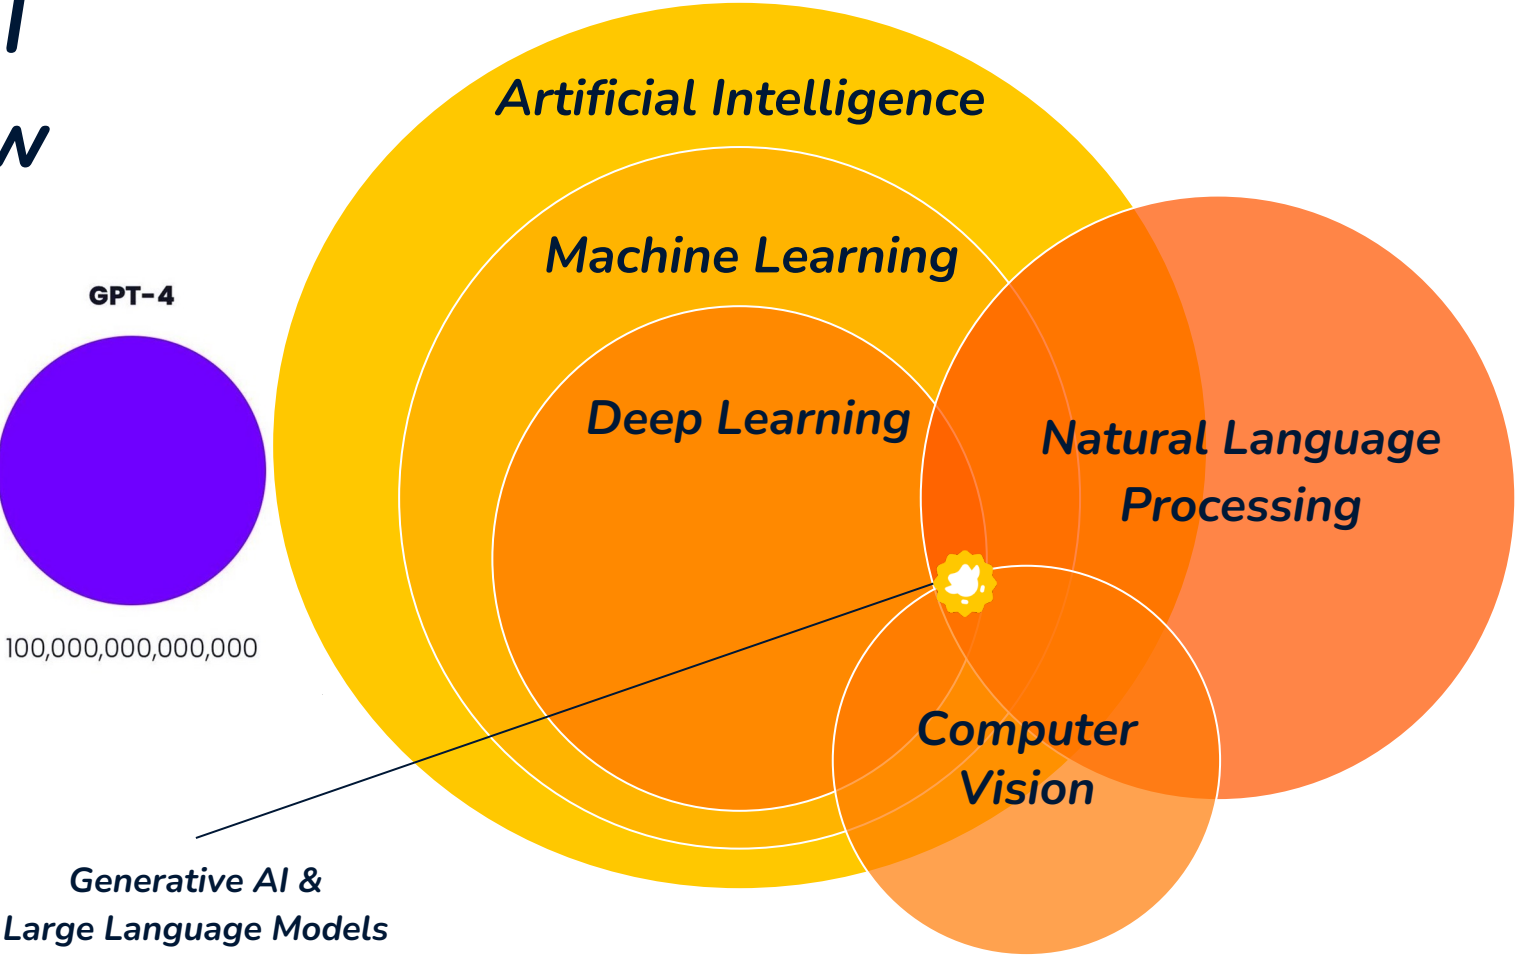 w
Artificial Intelligence
Machine Learning
GPT-4
Deep Learning
Natural Language
Processing
100,000,000,000,000
Computer
Vision
Generative AI &
Large Language Models